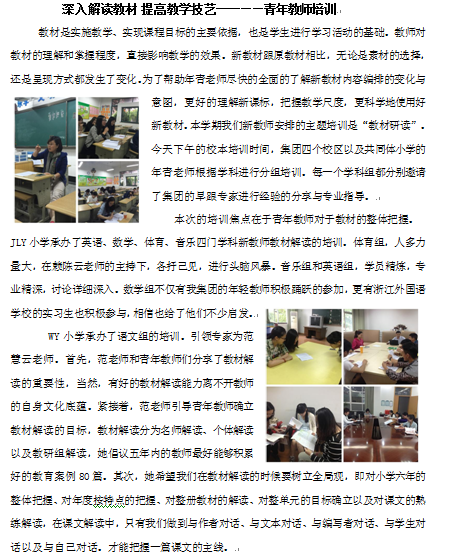 深入解读教材 提高教学技艺————青年教师培训
教材是实施教学、实现课程目标的主要依据，也是学生进行学习活动的基础。教师对
教材的理解和掌握程度，直接影响教学的效果。新教材跟原教材相比，无论是素材的选择，
还是呈现方式都发生了变化。为了帮助年青老师尽快的全面的了解新教材内容编排的变化与
意图，更好的理解新课标，把握教学尺度，更科学地使用好
新教材。本学期我们新教师安排的主题培训是“教材研读”。
今天下午的校本培训时间，集团四个校区以及共同体小学的
年青老师根据学科进行分组培训。每一个学科组都分别邀请
了集团的早跟专家进行经验的分享与专业指导。
本次的培训焦点在于青年教师对于教材的整体把握。
JLY小学承办了英语、数学、体育、音乐四门学科新教师教材解读的培训。体育组，人多力
量大，在赖陈云老师的主持下，各抒己见，进行头脑风暴。音乐组和英语组，学员精炼，专
业精深，讨论详细深入。数学组不仅有我集团的年轻教师积极踊跃的参加，更有浙江外国语
学校的实习生也积极参与，相信也给了他们不少启发。
WY小学承办了语文组的培训。引领专家为范
慧云老师。首先，范老师和青年教师们分享了教材解
读的重要性，当然，有好的教材解读能力离不开教师
的自身文化底蕴。紧接着，范老师引导青年教师确立
教材解读的目标，教材解读分为名师解读、个体解读
以及教研组解读，她倡议五年内的教师最好能够积累
好的教育案例80篇。其次，她希望我们在教材解读的时候要树立全局观，即对小学六年的
整体把握、对年度按持点的把握、对整册教材的解读、对整单元的目标确立以及对课文的熟
练解读，在课文解读中，只有我们做到与作者对话、与文本对话、与编写者对话、与学生对
话以及与自己对话。才能把握一篇课文的主线。